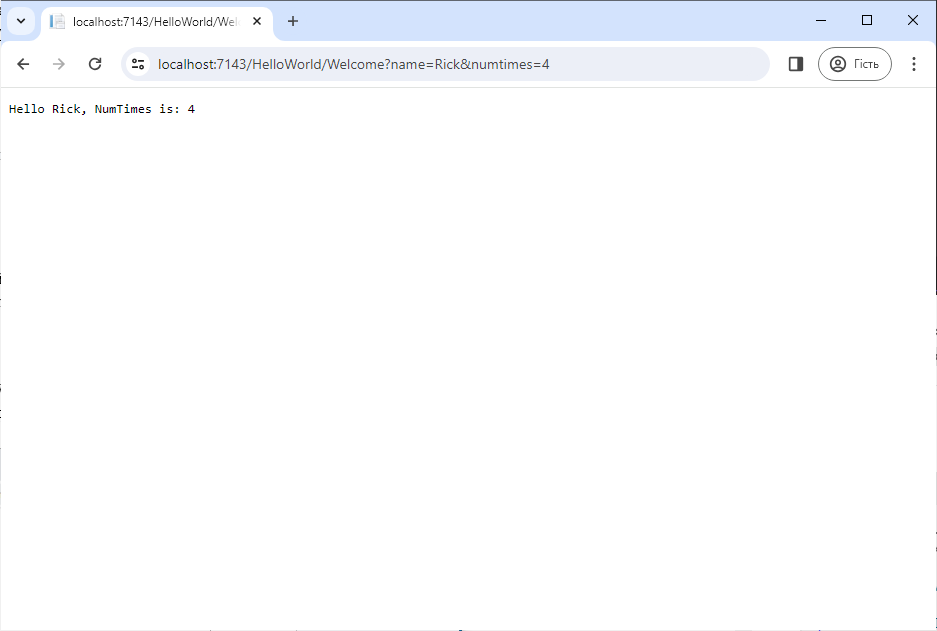 localhost:7143/HelloWorld/Wel
localhost:7143/HelloWorld/Welcome?name=Rick&numtimes=4
Гість
Hello Rick, NumTimes is: 4